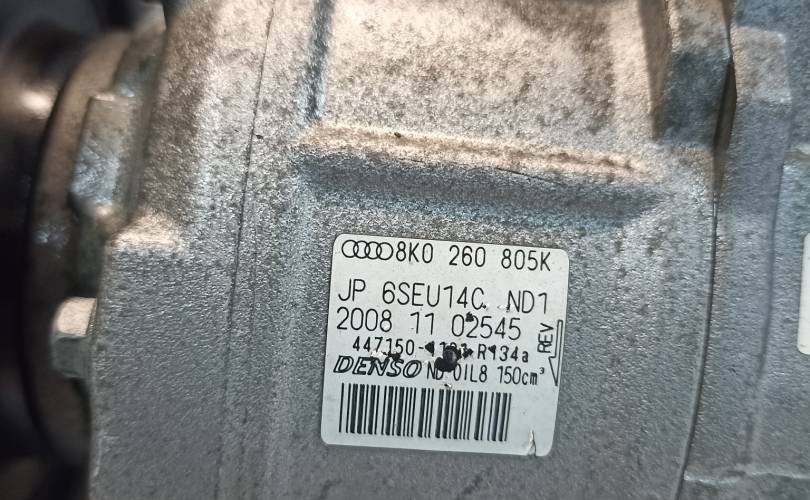 8K0 260 805K
JP 6SEU14C ND1
2008 11 02545
REV
R134a
DENSO ND-OIL8 150cm³